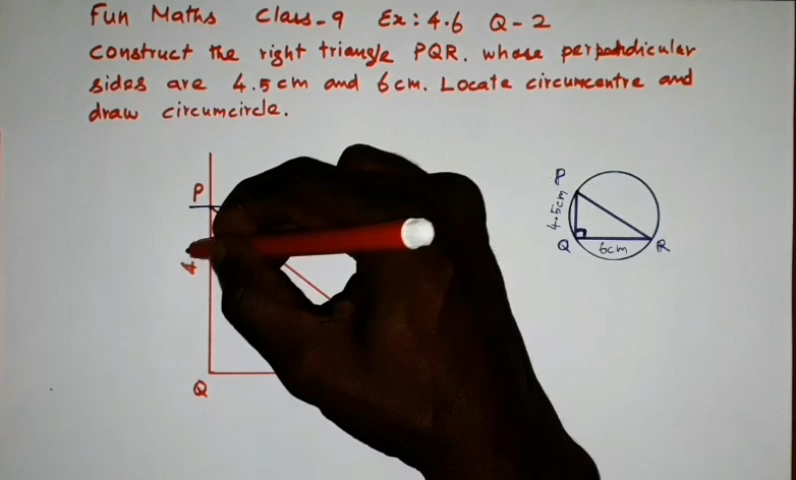 Fun Maths Class-9 Ex: 4.6 Q-2
Construct the right triangle PQR. whose perpendicular
sides are 4.5cm and 6cm. Locate circumcentre and
draw circumcircle.
P
4
Q
P
4.5cm
Q
6cm
R